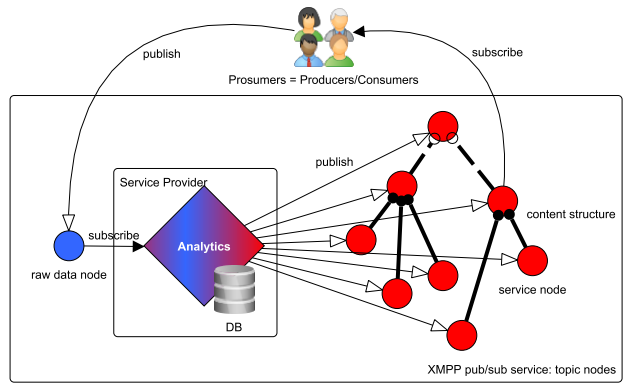 publish
subscribe
Prosumers = Producers/Consumers
publish
Service Provider
content structure
subscribe
Analytics
raw data node
service node
DB
XMPP pub/sub service: topic nodes